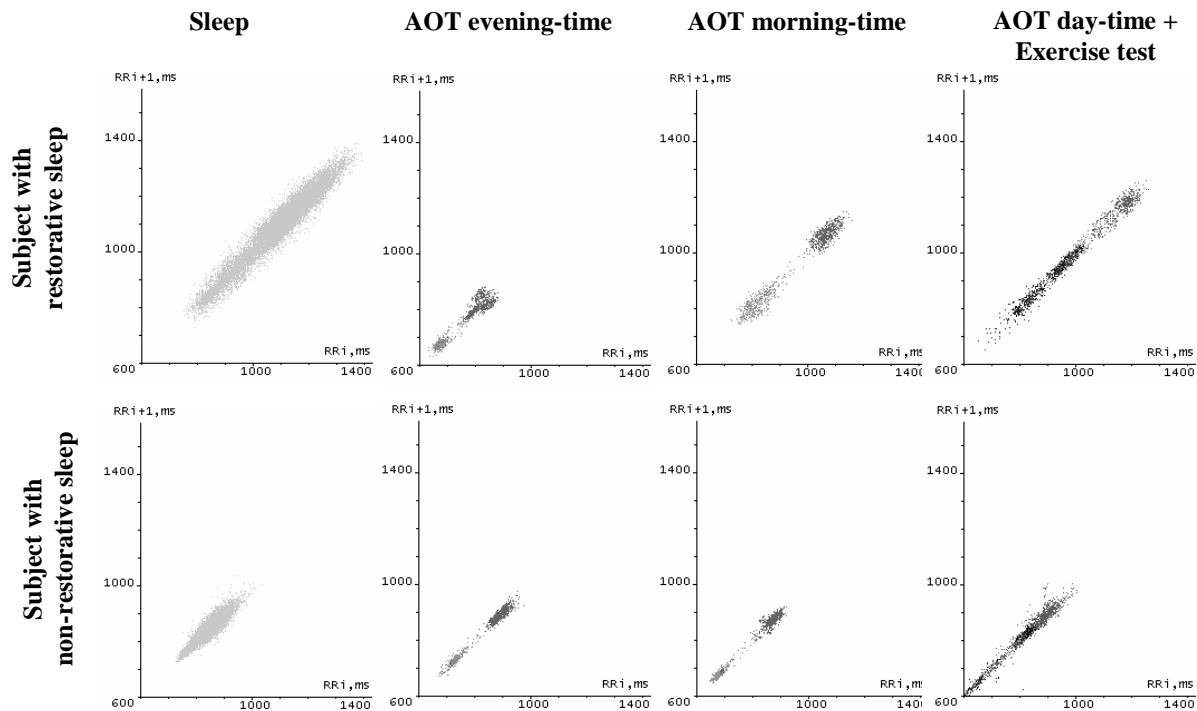 Sleep
AOT evening-time
AOT morning-time
AOT day-time +
Exercise test
Subject with
restorative sleep
RRi+1,ms
1400
1000
600
RRi,ms
1000
1400
RRi+1,ms
1400
1000
600
RRi,ms
1000
1400
RRi+1,ms
1400
1000
600
RRi,ms
1000
1400
RRi+1,ms
1400
1000
600
RRi,ms
1000
1400
Subject with
non-restorative sleep
RRi+1,ms
1400
1000
600
RRi,ms
1000
1400
RRi+1,ms
1400
1000
600
RRi,ms
1000
1400
RRi+1,ms
1400
1000
600
RRi,ms
1000
1400
RRi+1,ms
1400
1000
600
RRi,ms
1000
1400